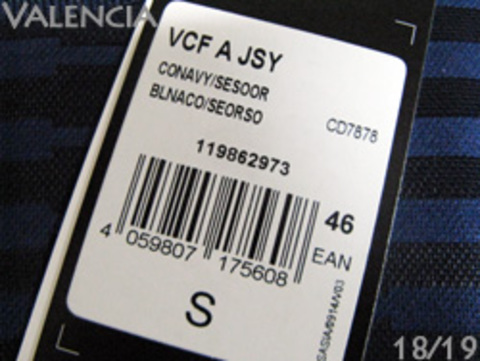 VALENCIA
VCF A JSY
CONAVY/SESOOR
BLNACO/SEORSO
CD7878
119862973
46
EAN
4 059807 175608
S
18/19